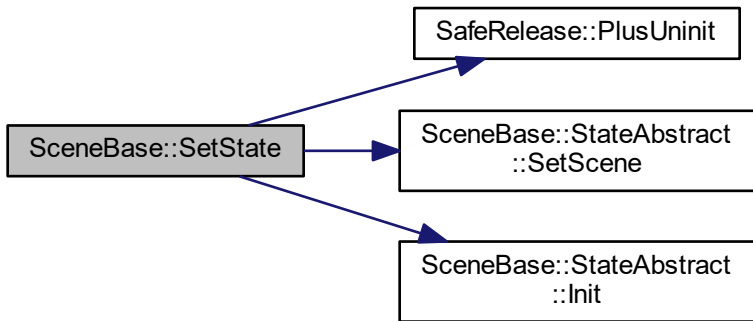 SafeRelease::PlusUninit
SceneBase::SetState
SceneBase::StateAbstract
::SetScene
SceneBase::StateAbstract
::Init